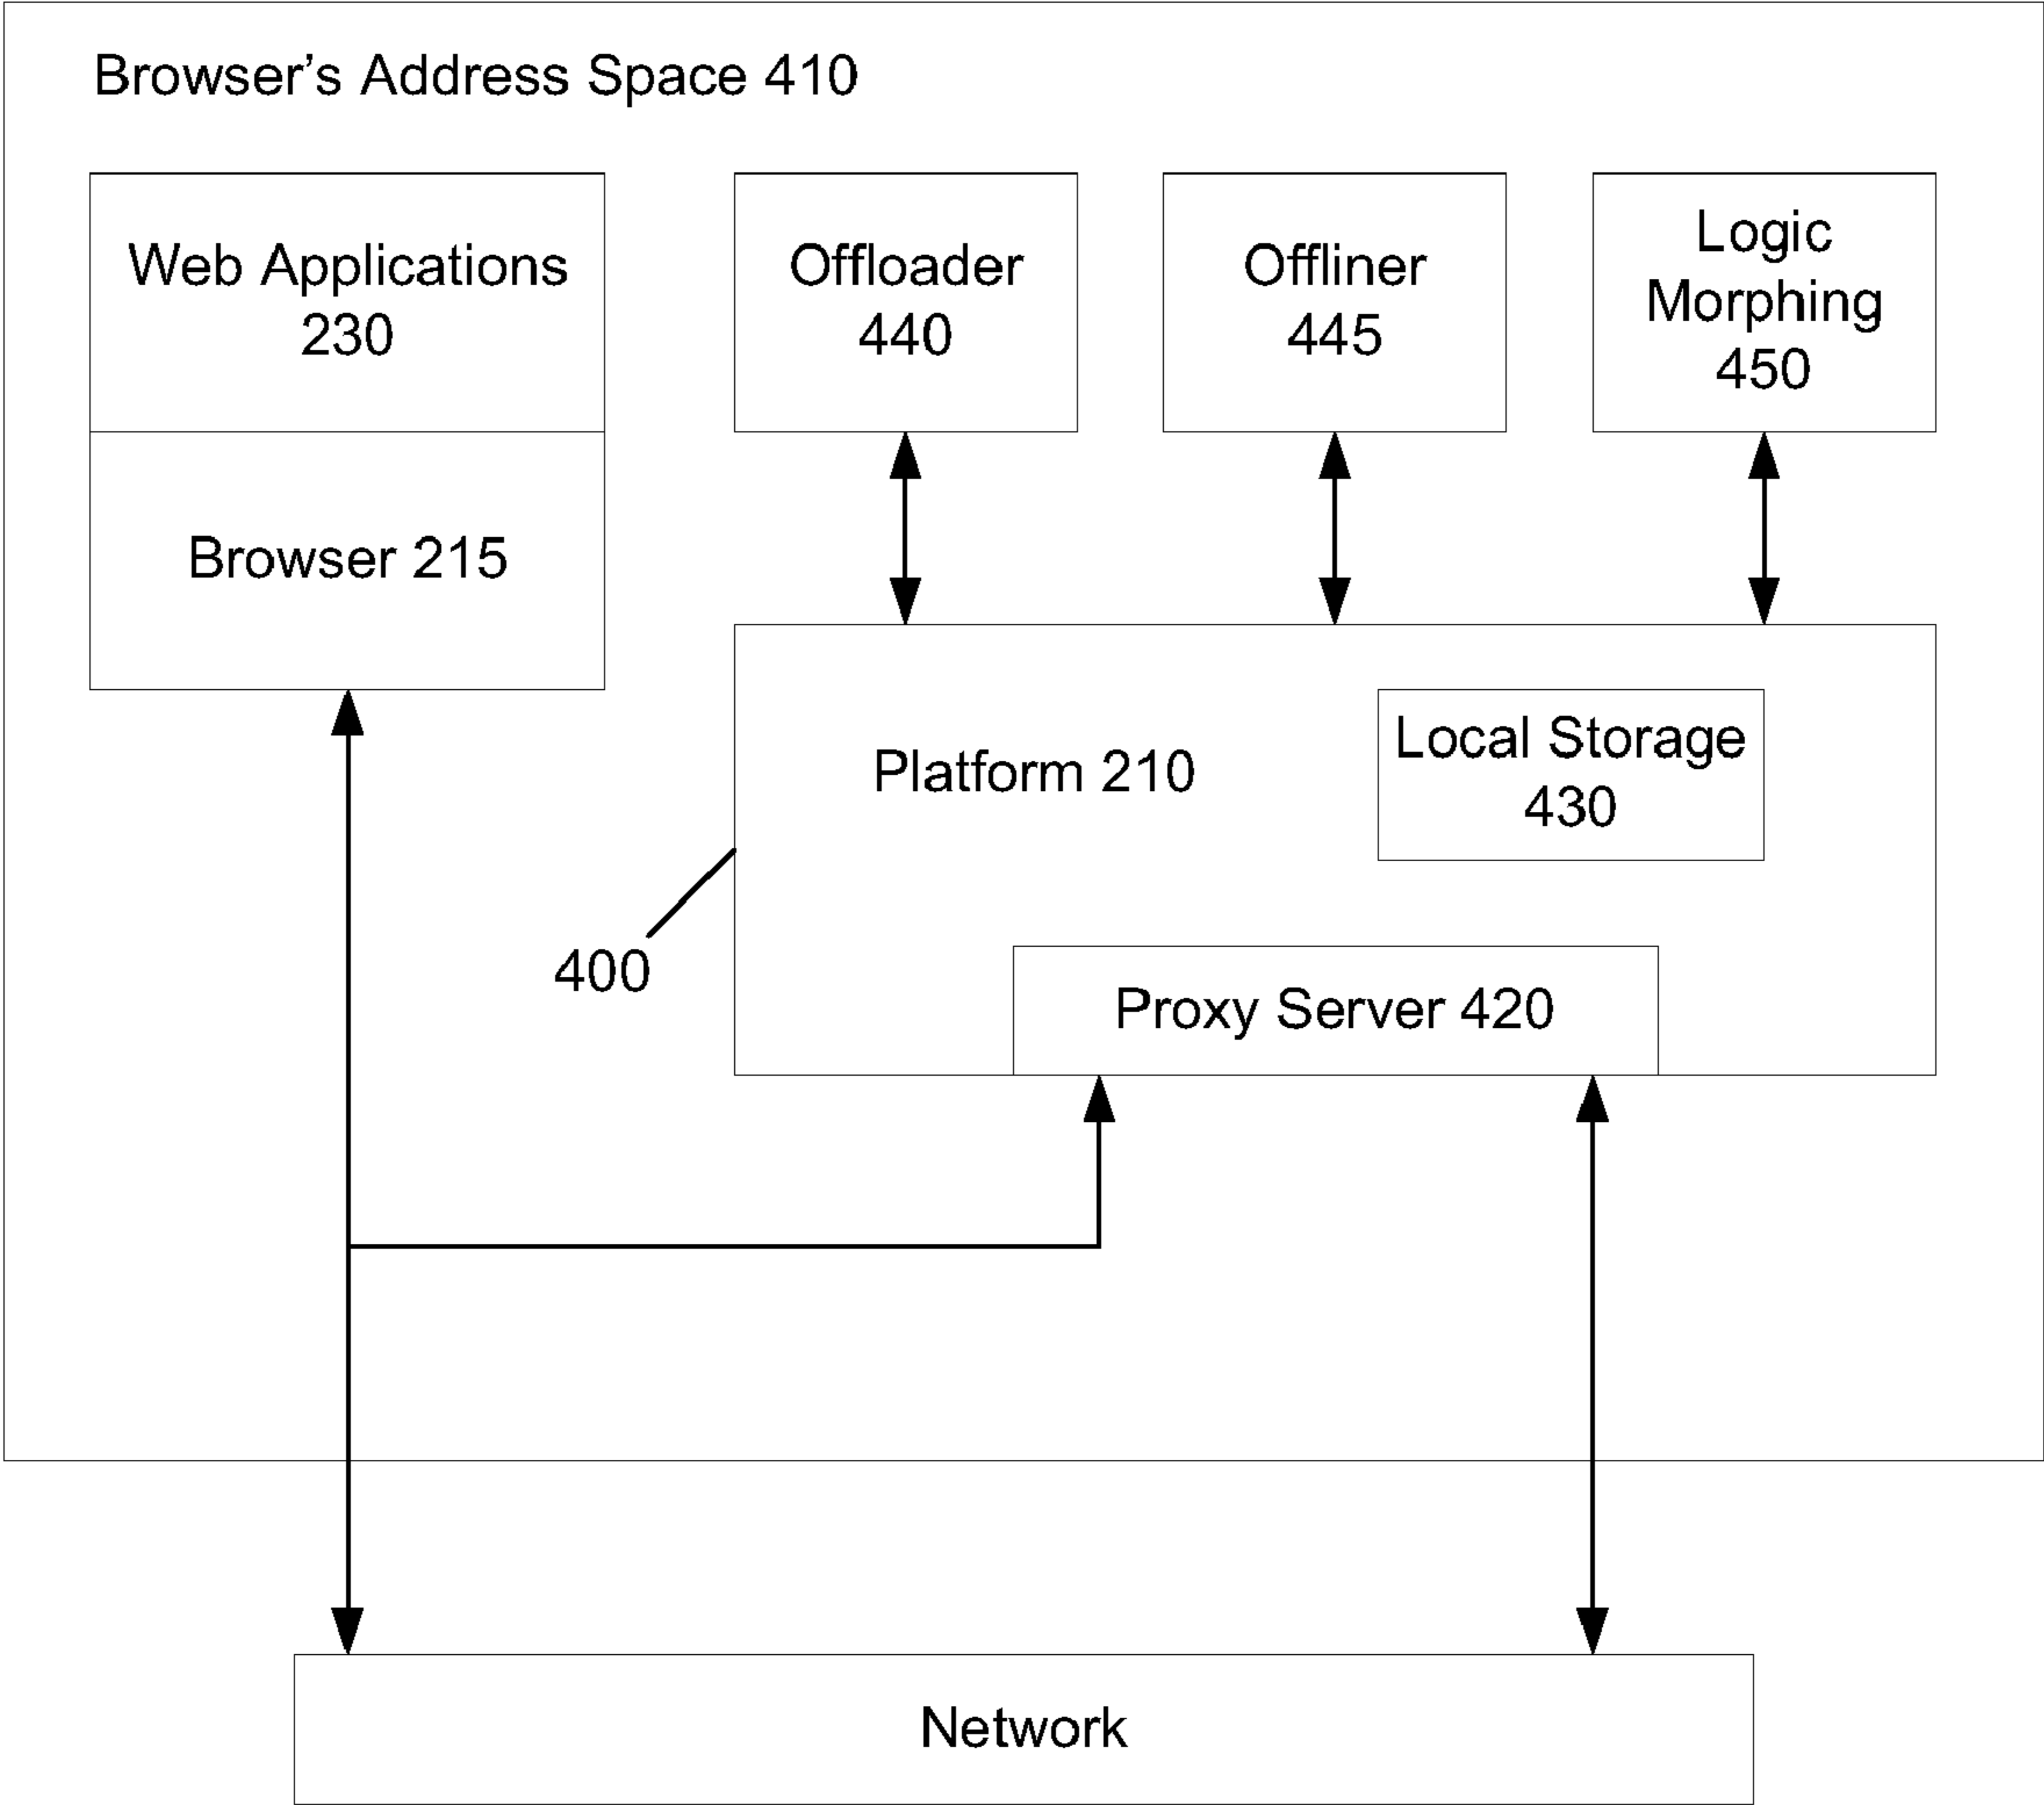 Browser’s Address Space 410
Web Applications
230
Offloader
440
Offliner
445
Logic
Morphing
450
Browser 215
Platform 210
Local Storage
430
400
Proxy Server 420
Network